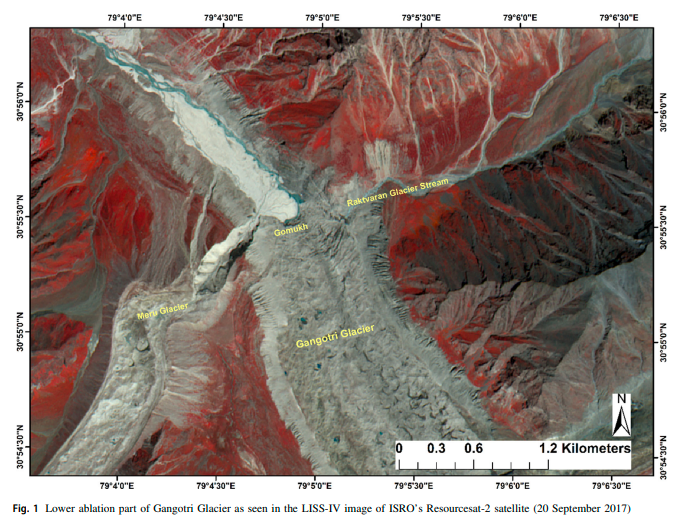 79°4'0"E 79°4'30"E 79°5'0"E 79°5'30"E 79°6'0"E 79°6'30"E
30°56'0"N
30°56'0"N
Raktvaran Glacier Stream
30°55'30"N
Gomukh
30°55'30"N
Meru Glacier
30°55'0"N
Gangotri Glacier
30°55'0"N
N
0 0.3 0.6 1.2 Kilometers
30°54'30"N
30°54'30"N
79°4'0"E 79°4'30"E 79°5'0"E 79°5'30"E 79°6'0"E 79°6'30"E
Fig. 1 Lower ablation part of Gangotri Glacier as seen in the LISS-IV image of ISRO's Resourcesat-2 satellite (20 September 2017)